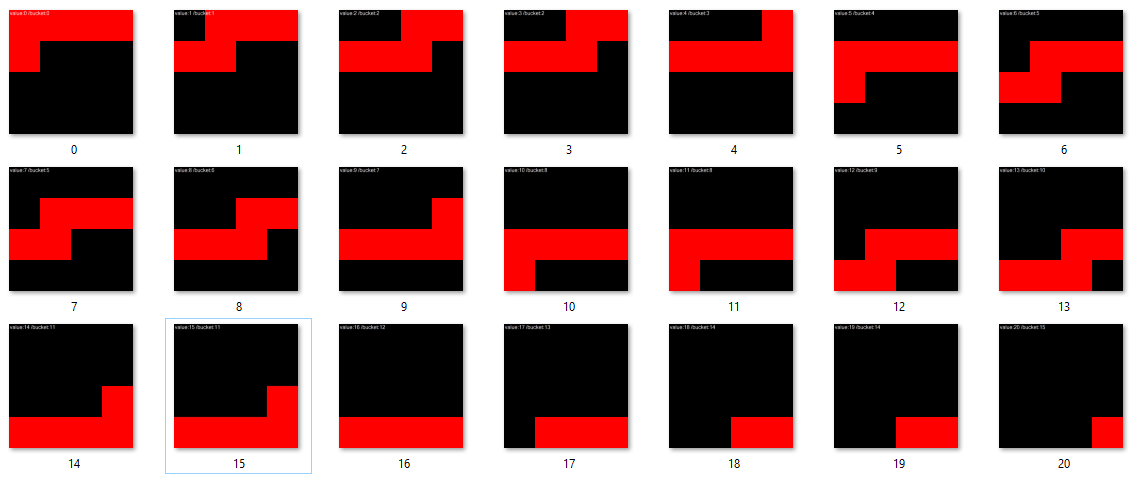 value:0 /bucket:0
value:1 /bucket:1
value:2 /bucket:2
value:3 /bucket:2
value:4 /bucket:3
value:5 /bucket:4
value:6 /bucket:5
0
1
2
3
4
5
6
value:7 /bucket:5
value:8 /bucket:6
value:9 /bucket:7
value:10 /bucket:8
value:11 /bucket:8
value:12 /bucket:9
value:13 /bucket:10
7
8
9
10
11
12
13
value:14 /bucket:11
value:15 /bucket:11
value:16 /bucket:12
value:17 /bucket:13
value:18 /bucket:14
value:19 /bucket:14
value:20 /bucket:15
14
15
16
17
18
19
20